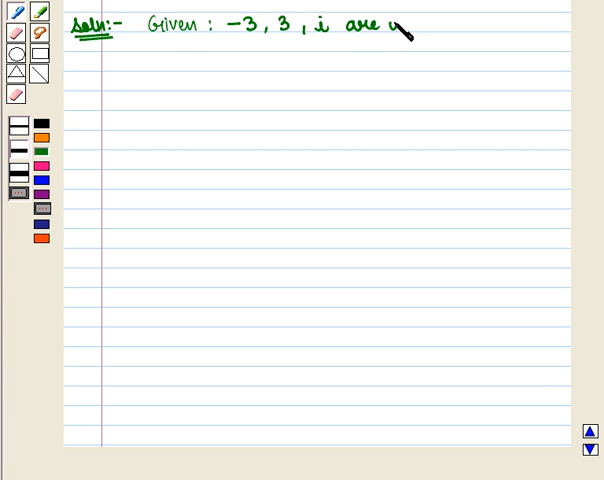 Soln:- Given : -3, 3, i are